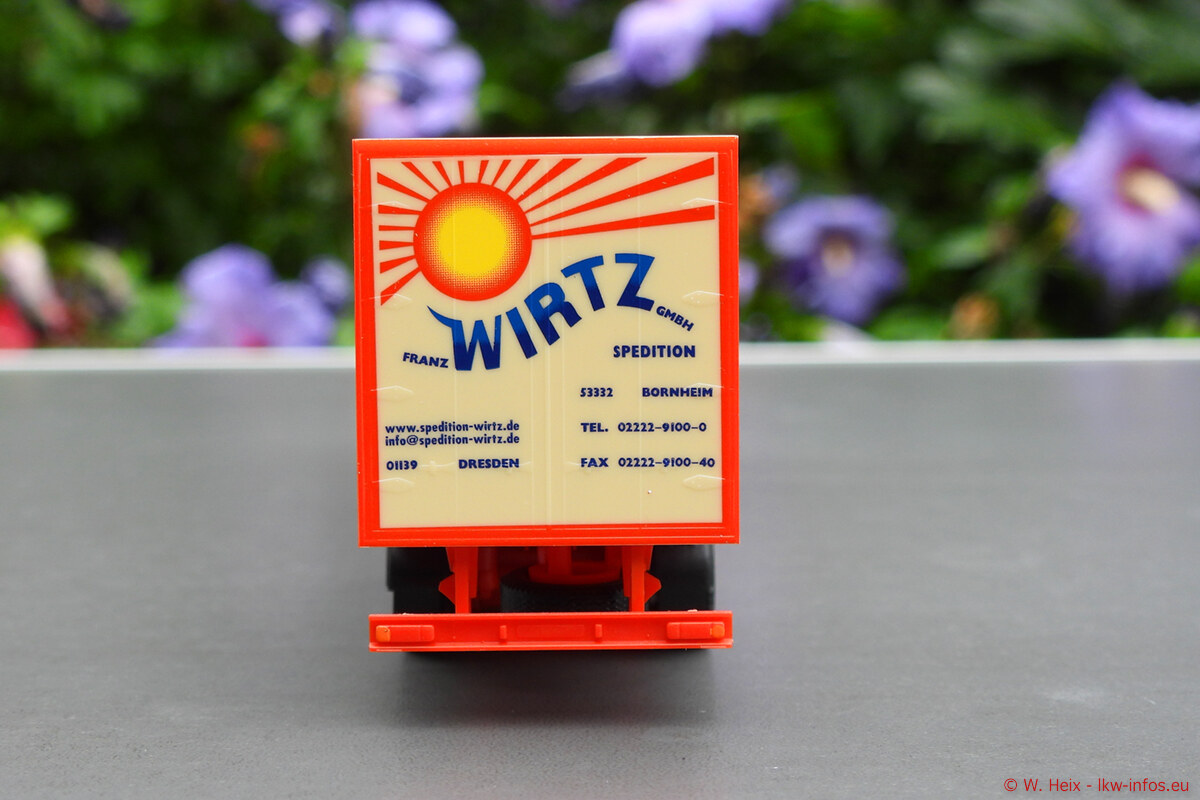 FRANZ WIRTZ GMBH
SPEDITION
53332 BORNHEIM
www.spedition-wirtz.de
info@spedition-wirtz.de
TEL. 02222-9100-0
01139 DRESDEN
FAX 02222-9100-40
© W. Heix - lkw-infos.eu